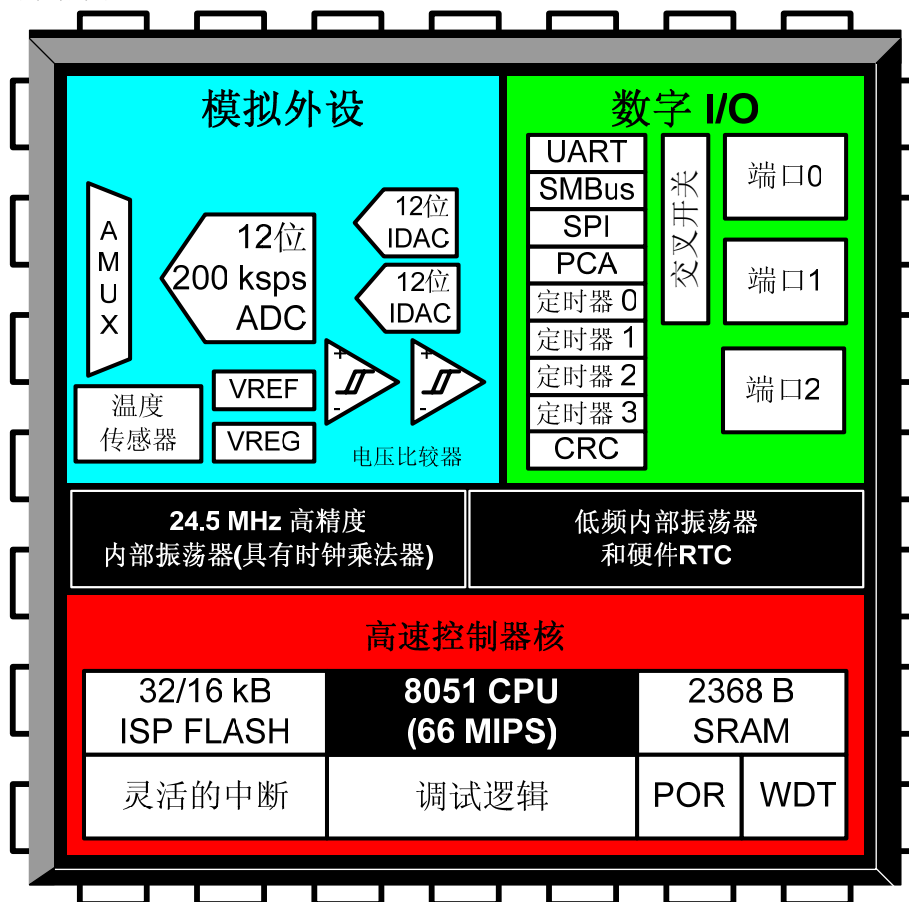 模拟外设
AMUX
12位
200 ksps
ADC
12位
IDAC
12位
IDAC
+
-
+
-
温度
传感器
VREF
VREG
电压比较器
数字 I/O
UART
SMBus
SPI
PCA
定时器 0
定时器 1
定时器 2
定时器 3
CRC
交叉开关
端口0
端口1
端口2
24.5 MHz 高精度
内部振荡器(具有时钟乘法器)
低频内部振荡器
和硬件RTC
高速控制器核
32/16 kB
ISP FLASH
8051 CPU
(66 MIPS)
2368 B
SRAM
灵活的中断
调试逻辑
POR
WDT